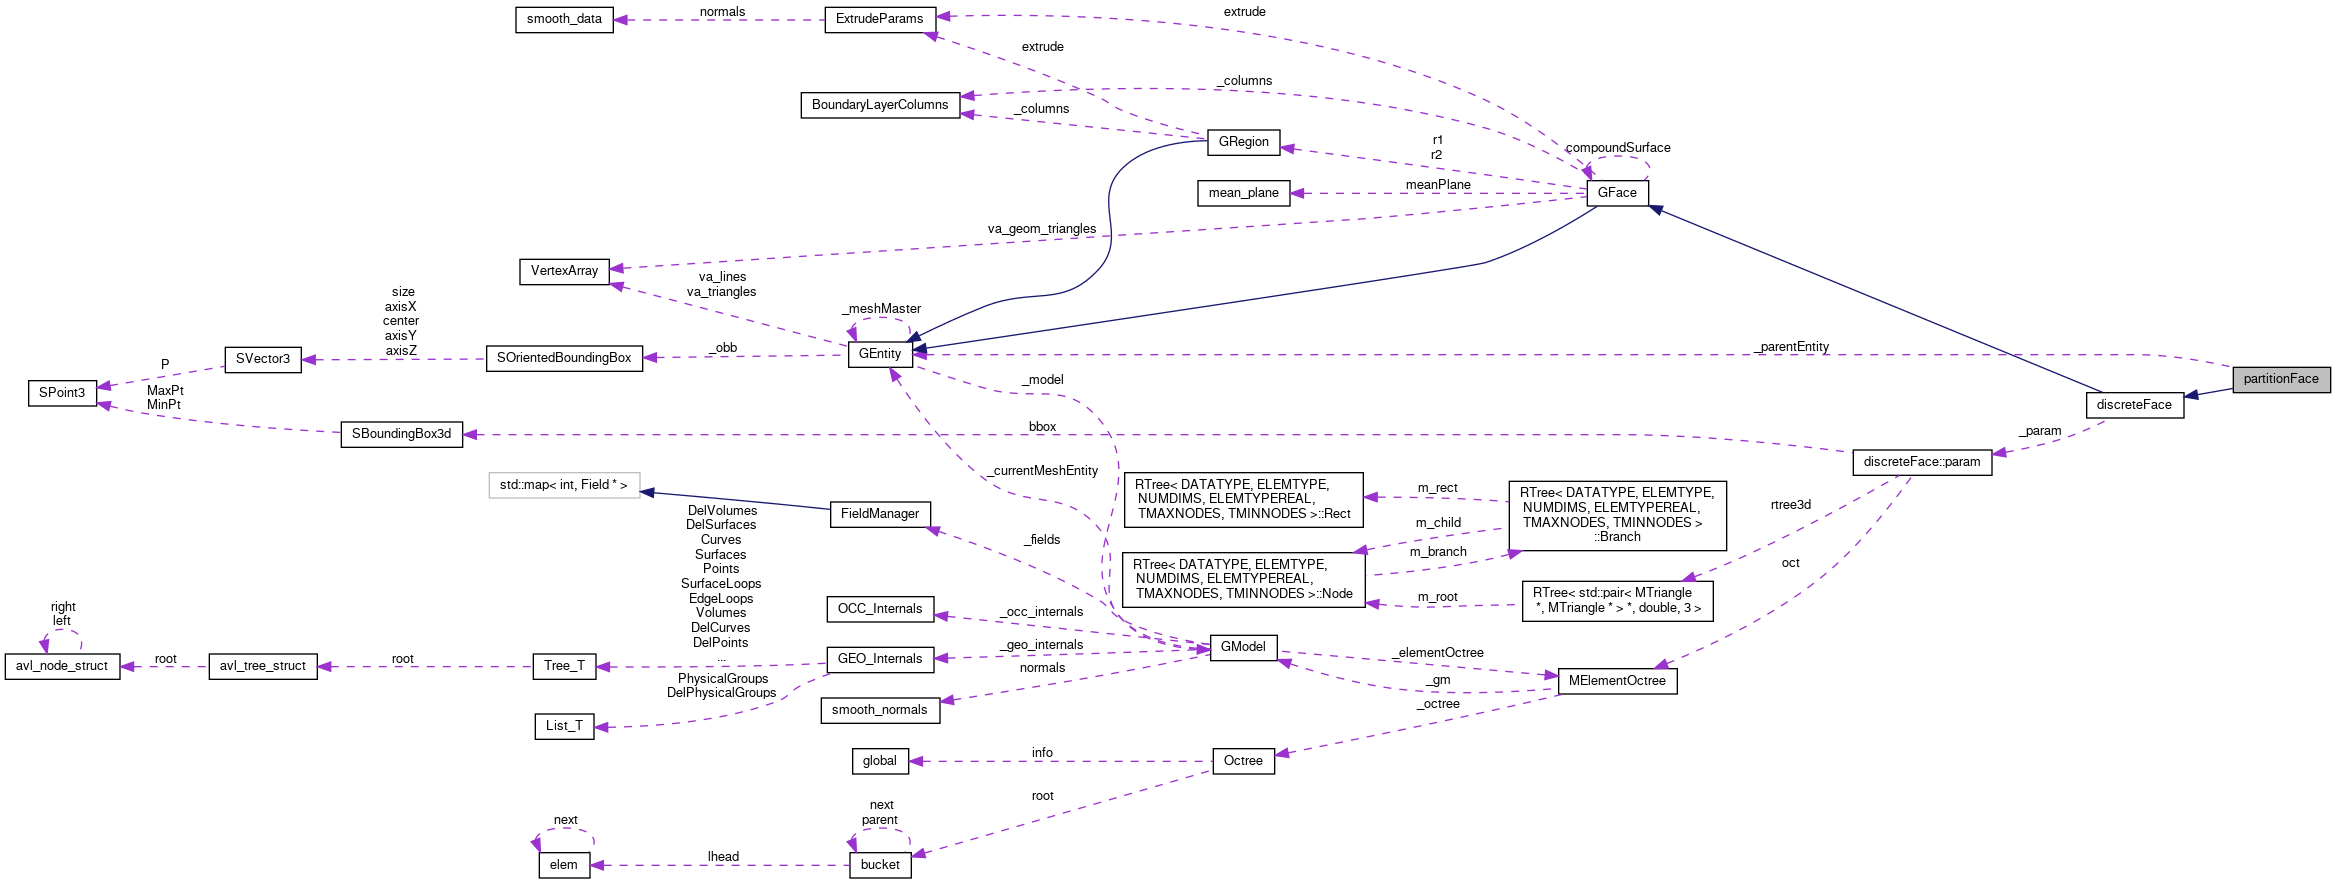 smooth_data
normals
ExtrudeParams
extrude
extrude
_columns
BoundaryLayerColumns
_columns
GRegion
r1
r2
compoundSurface
mean_plane
meanPlane
GFace
va_geom_triangles
VertexArray
va_lines
va_triangles
size
axisX
center
axisY
axisZ
_meshMaster
P
SVector3
SOrientedBoundingBox
_obb
GEntity
_parentEntity
partitionFace
SPoint3
MaxPt
MinPt
_model
discreteFace
SBoundingBox3d
bbox
_param
discreteFace::param
_currentMeshEntity
std::map< int, Field * >
FieldManager
RTree< DATATYPE, ELEMTYPE,
NUMDIMS, ELEMTYPEREAL,
TMAXNODES, TMINNODES >::Rect
m_rect
RTree< DATATYPE, ELEMTYPE,
NUMDIMS, ELEMTYPEREAL,
TMAXNODES, TMINNODES >
::Branch
rtree3d
m_child
m_branch
_fields
RTree< DATATYPE, ELEMTYPE,
NUMDIMS, ELEMTYPEREAL,
TMAXNODES, TMINNODES >::Node
m_root
RTree< std::pair< MTriangle
*, MTriangle * > *, double, 3 >
oct
DelVolumes
DelSurfaces
Curves
Surfaces
Points
SurfaceLoops
EdgeLoops
Volumes
DelCurves
DelPoints
...
OCC_Internals
_occ_internals
right
left
avl_node_struct
root
avl_tree_struct
root
Tree_T
GEO_Internals
_geo_internals
GModel
_elementOctree
normals
PhysicalGroups
DelPhysicalGroups
_gm
MElementOctree
smooth_normals
_octree
List_T
global
info
Octree
root
next
parent
next
elem
lhead
bucket